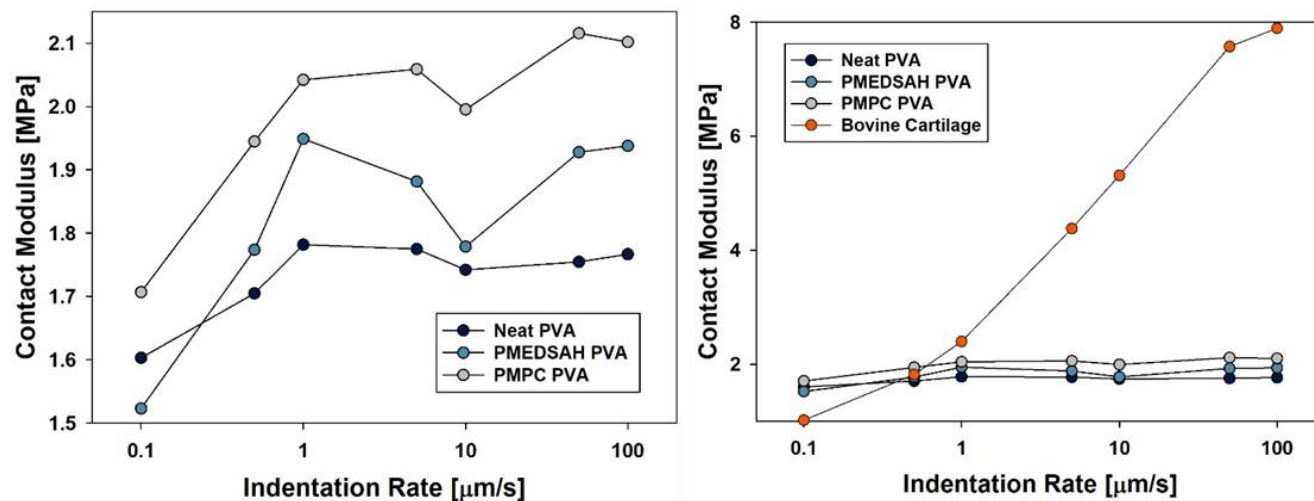 Contact Modulus [MPa]
2.1
2.0
1.9
1.8
1.7
1.6
1.5
Neat PVA
PMEDSAH PVA
PMPC PVA
0.1
1
10
100
Indentation Rate [μm/s]
Contact Modulus [MPa]
8
6
4
2
Neat PVA
PMEDSAH PVA
PMPC PVA
Bovine Cartilage
0.1
1
10
100
Indentation Rate [μm/s]